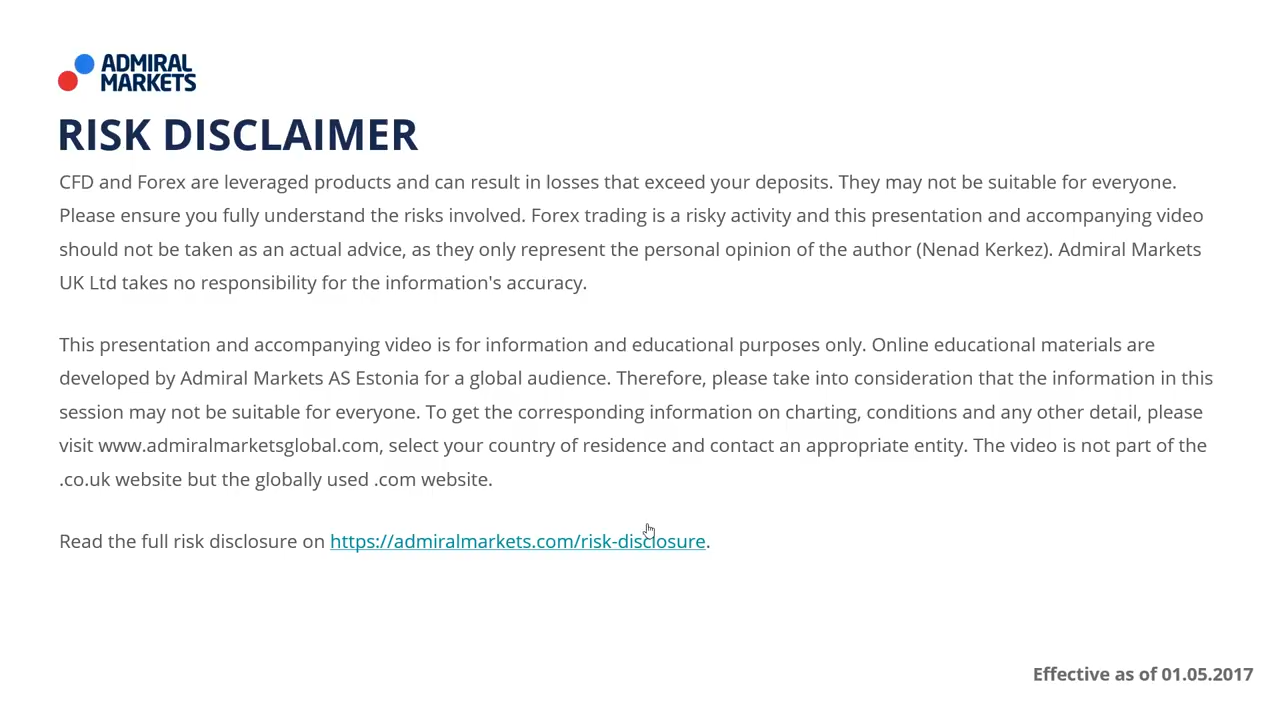 ADMIRAL
MARKETS
RISK DISCLAIMER
CFD and Forex are leveraged products and can result in losses that exceed your deposits. They may not be suitable for everyone.
Please ensure you fully understand the risks involved. Forex trading is a risky activity and this presentation and accompanying video
should not be taken as an actual advice, as they only represent the personal opinion of the author (Nenad Kerkez). Admiral Markets
UK Ltd takes no responsibility for the information's accuracy.
This presentation and accompanying video is for information and educational purposes only. Online educational materials are
developed by Admiral Markets AS Estonia for a global audience. Therefore, please take into consideration that the information in this
session may not be suitable for everyone. To get the corresponding information on charting, conditions and any other detail, please
visit www.admiralmarketsglobal.com, select your country of residence and contact an appropriate entity. The video is not part of the
.co.uk website but the globally used .com website.
Read the full risk disclosure on https://admiralmarkets.com/risk-disclosure.
Effective as of 01.05.2017